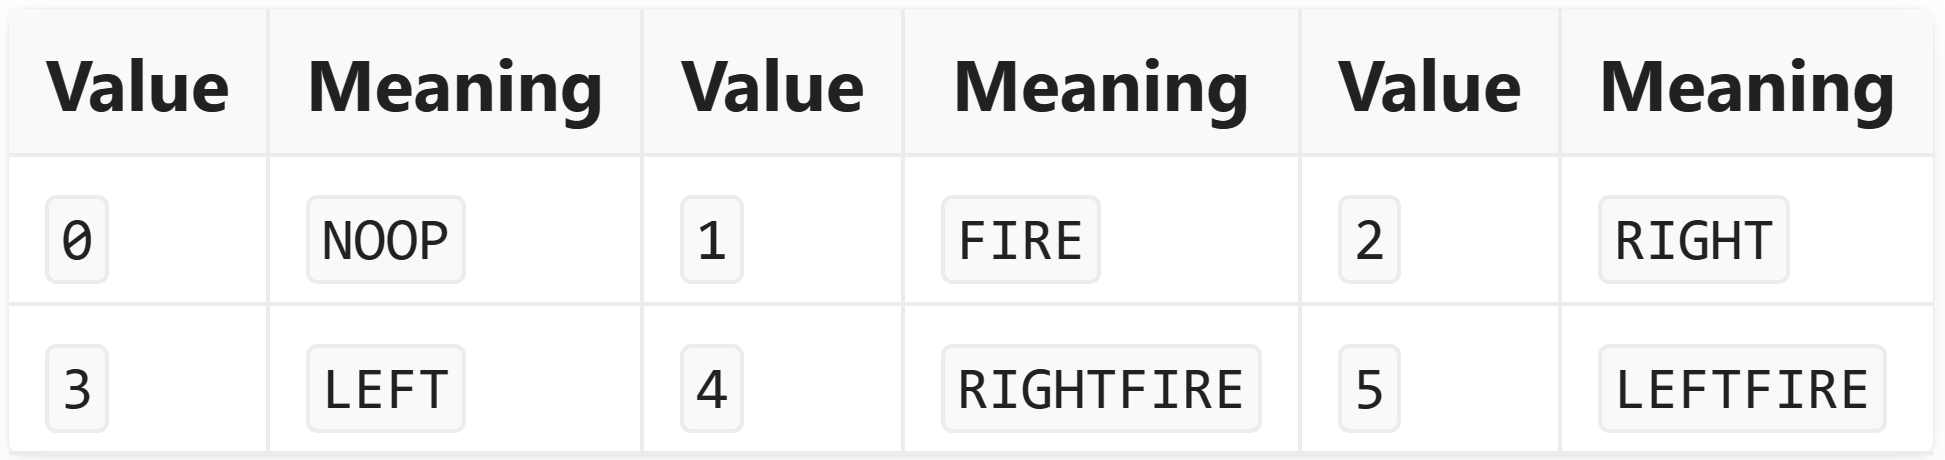 Value Meaning Value Meaning Value Meaning
0 NOOP 1 FIRE 2 RIGHT
3 LEFT 4 RIGHTFIRE 5 LEFTFIRE